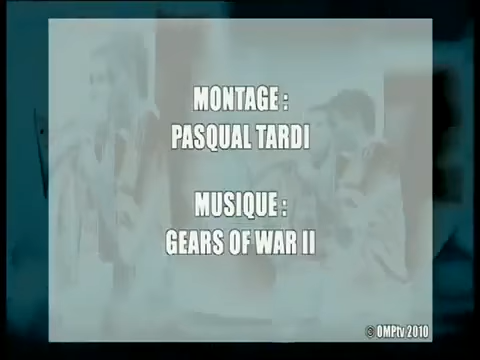 MONTAGE :
PASQUAL TARDI
MUSIQUE :
GEARS OF WAR II
© OMPtv 2010